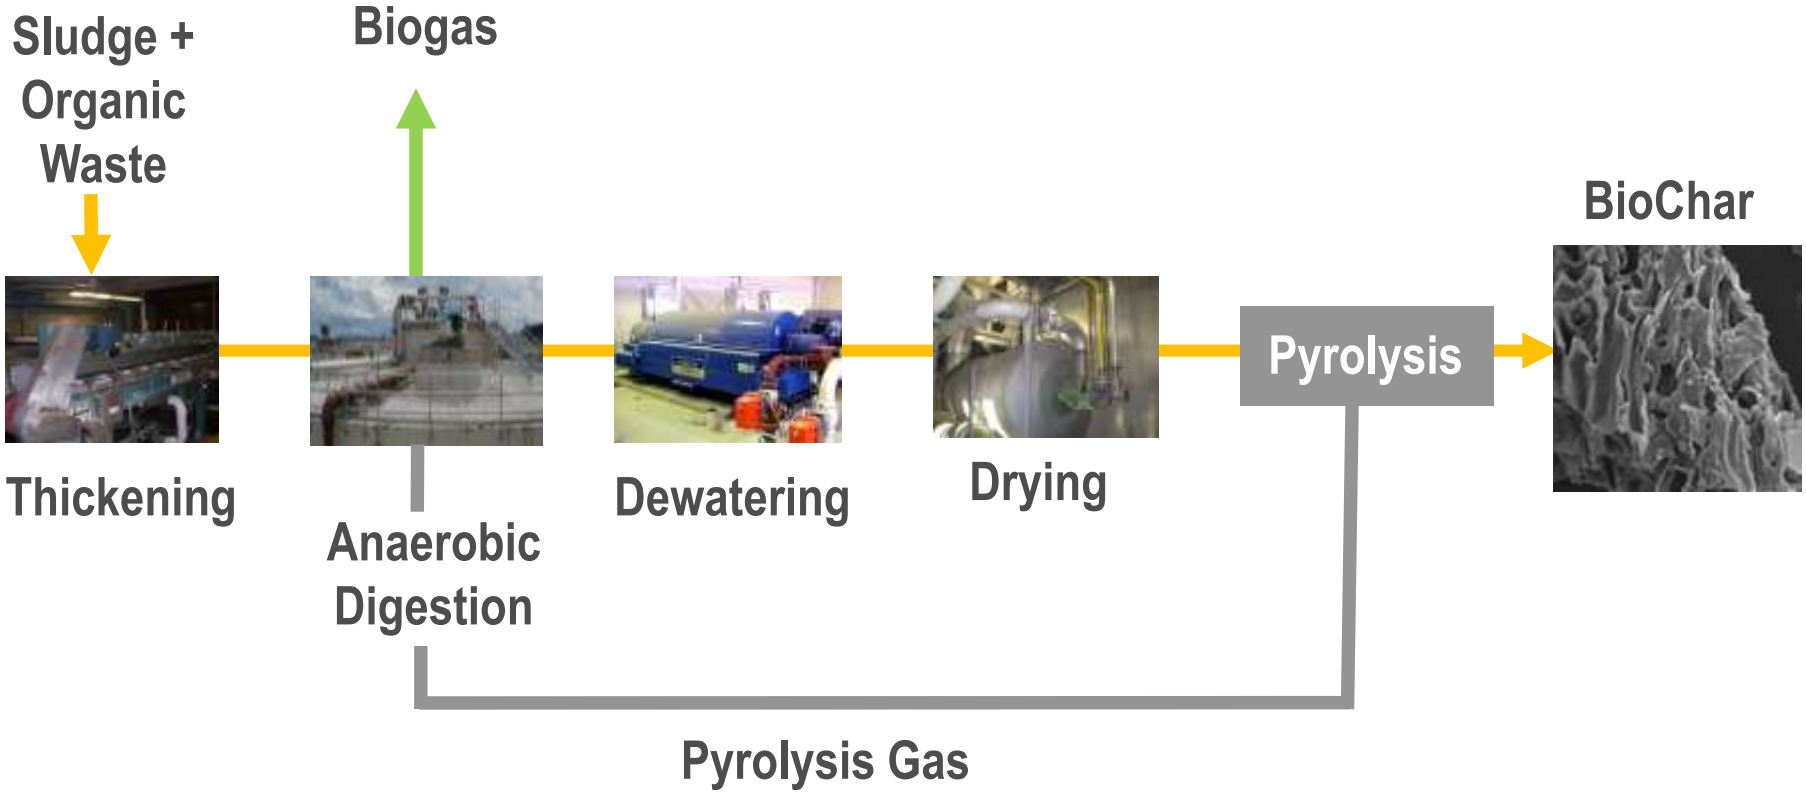 Sludge +
Organic
Waste
Biogas
BioChar
Pyrolysis
Thickening
Anaerobic
Digestion
Dewatering
Drying
Pyrolysis Gas